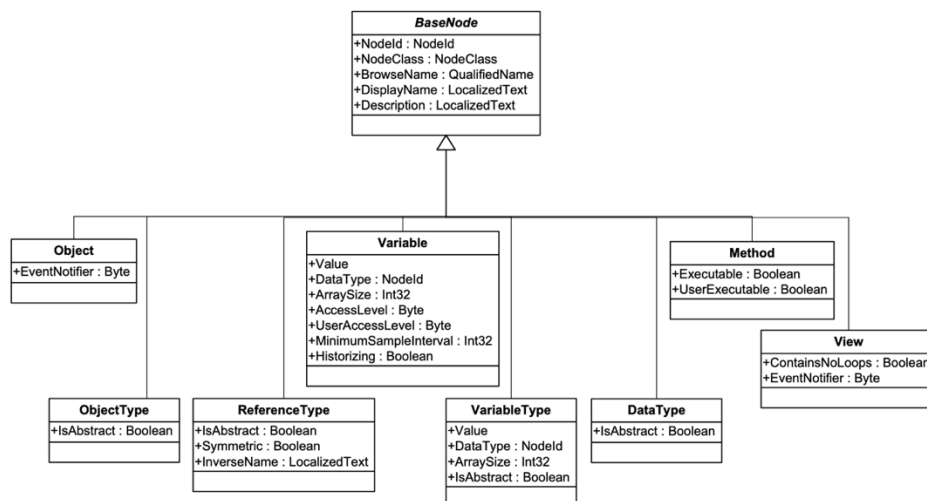 BaseNode
+NodeId : NodeId
+NodeClass : NodeClass
+BrowseName : QualifiedName
+DisplayName : LocalizedText
+Description : LocalizedText
Object
+EventNotifier : Byte
Variable
+Value
+DataType : NodeId
+ArraySize : Int32
+AccessLevel : Byte
+UserAccessLevel : Byte
+MinimumSampleInterval : Int32
+Historizing : Boolean
Method
+Executable : Boolean
+UserExecutable : Boolean
View
+ContainsNoLoops : Boolean
+EventNotifier : Byte
ObjectType
+IsAbstract : Boolean
ReferenceType
+IsAbstract : Boolean
+Symmetric : Boolean
+InverseName : LocalizedText
VariableType
+Value
+DataType : NodeId
+ArraySize : Int32
+IsAbstract : Boolean
DataType
+IsAbstract : Boolean